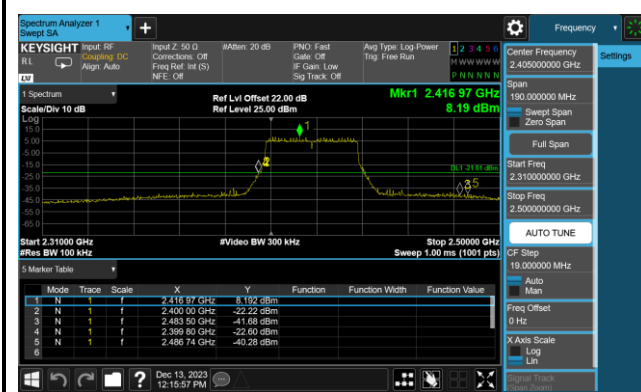 Spectrum Analyzer 1
Swept SA
Frequency
KEYSIGHT Input: RF Input Z: 50 Ω #Atten: 20 dB PNO: Fast Avg Type: Log-Power 1 2 3 4 5 6
RL Coupling: DC Corrections: Off Gate: Off Trig: Free Run M W W W W W
Align: Auto Freq Ref: Int (S) IF Gain: Low
NFE: Off Sig Track: Off P N N N N N
LXI
Center Frequency
2.405000000 GHz
Settings
Span
190.000000 MHz
Swept Span
Zero Span
Full Span
Start Freq
2.310000000 GHz
Stop Freq
2.500000000 GHz
AUTO TUNE
CF Step
19.000000 MHz
Auto
Man
Freq Offset
0 Hz
X Axis Scale
Log
Lin
Signal Track
(Span Zoom)
1 Spectrum
Ref Lvl Offset 22.00 dB
Mkr1 2.416 97 GHz
Scale/Div 10 dB
Ref Level 25.00 dBm
8.19 dBm
Log
15.0
5.00
-5.00
-15.0
-25.0
-35.0
-45.0
-55.0
-65.0
1
DL1 -21.81 dBm
5
Start 2.31000 GHz
#Video BW 300 kHz
Stop 2.50000 GHz
#Res BW 100 kHz
Sweep 1.00 ms (1001 pts)
5 Marker Table
Mode Trace Scale X Y Function Function Width Function Value
1 N 1 f 2.416 97 GHz 8.192 dBm
2 N 1 f 2.400 00 GHz -22.22 dBm
3 N 1 f 2.483 50 GHz -41.68 dBm
4 N 1 f 2.399 80 GHz -22.60 dBm
5 N 1 f 2.486 74 GHz -40.28 dBm
6
Dec 13, 2023
12:15:57 PM